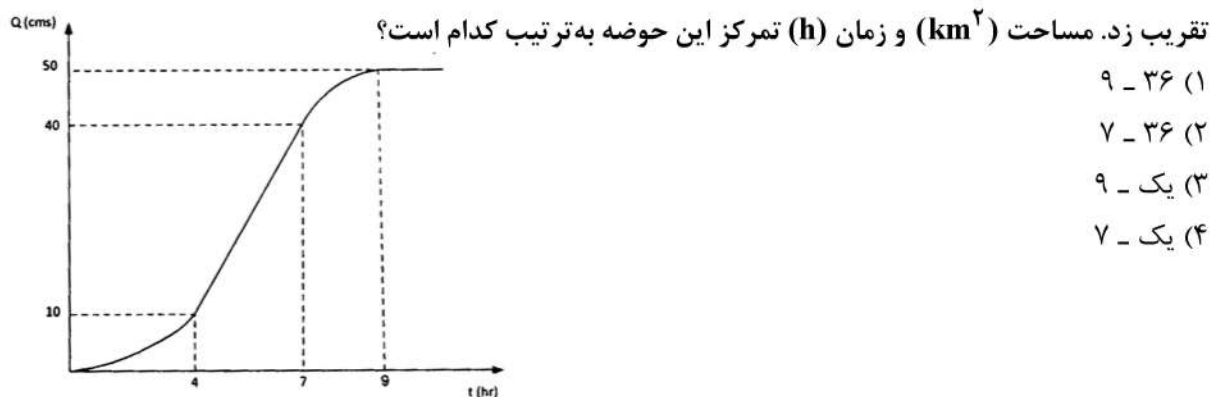 تقریب زد. مساحت (km²) و زمان (h) تمرکز این حوضه به‌ترتیب کدام است؟
۱) ۳۶ ـ ۹
۲) ۳۶ ـ ۷
۳) یک ـ ۹
۴) یک ـ ۷
Q (cms)
50
40
10
4 7 9
t (hr)